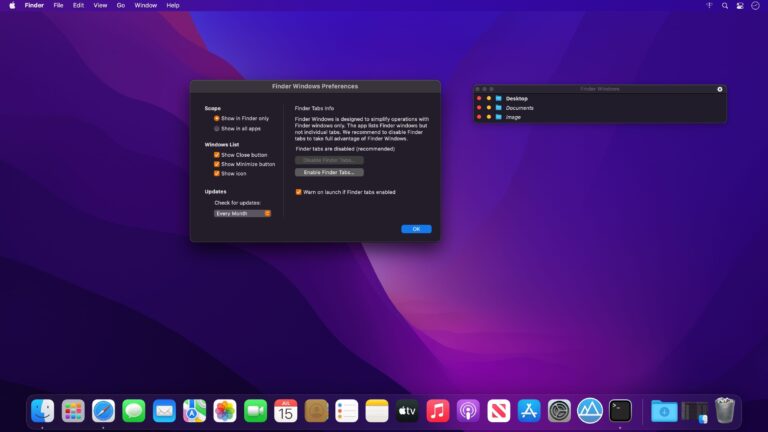 Finder File Edit View Go Window Help
Finder Windows Preferences
Scope
Show in Finder only
Show in all apps
Windows List
Show Close button
Show Minimize button
Show icon
Updates
Check for updates:
Every Month
Finder Tabs Info
Finder Windows is designed to simplify operations with
Finder windows only. The app lists Finder windows but
not individual tabs. We recommend to disable Finder
tabs to take full advantage of Finder Windows.
Finder tabs are disabled (recommended)
Disable Finder Tabs...
Enable Finder Tabs...
Warn on launch if Finder tabs enabled
OK
Finder Windows
Desktop
Documents
Image
JUL
15
tv